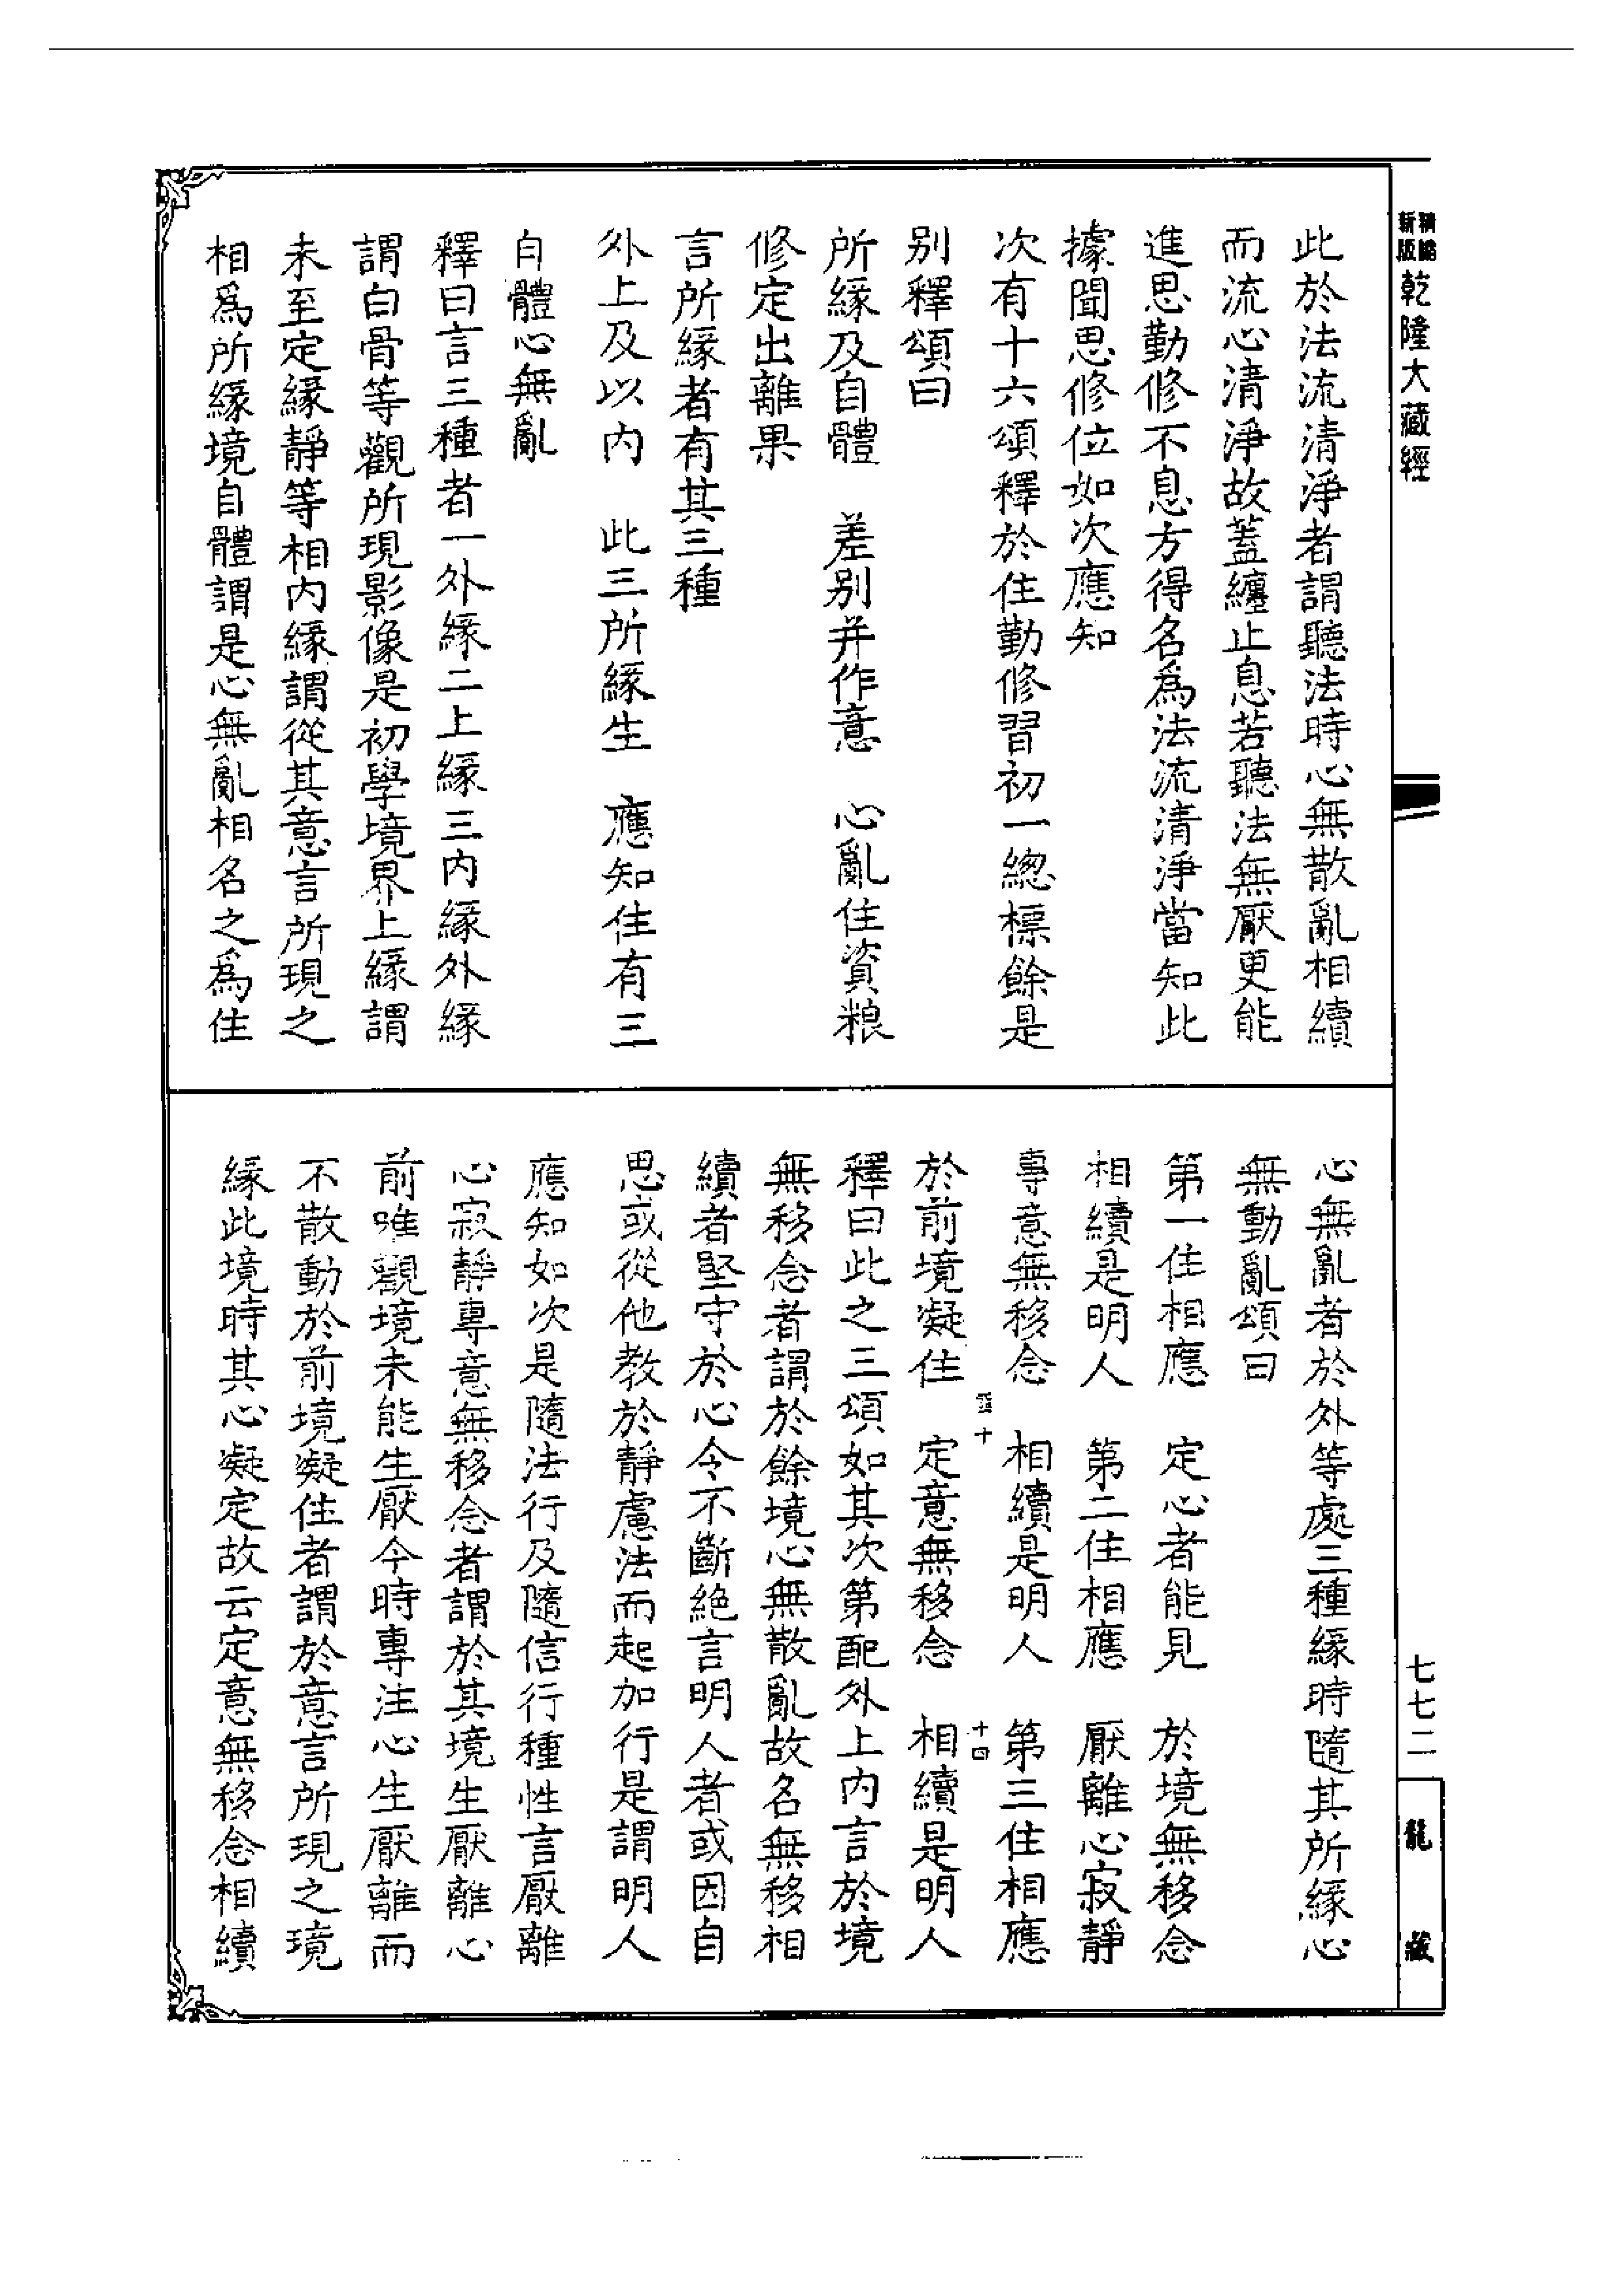 新版
精縮
乾隆大藏經
此於法流清淨者謂聽法時心無散亂相續
而流心清淨故蓋纏止息若聽法無厭更能
進思勤修不息方得名為法流清淨當知此
據聞思修位如次應知
次有十六頌釋於住勤修習初一總標餘是
別釋頌曰
所緣及自體 差別并作意 心亂住資粮
修定出離果
言所緣者有其三種
外上及以內 此三所緣生 應知住有三
自體心無亂
釋曰言三種者一外緣二上緣三內緣外緣
謂白骨等觀所現影像是初學境界上緣謂
未至定緣靜等相內緣謂從其意言所現之
相為所緣境自體謂是心無亂相名之為住
心無亂者於外等處三種緣時隨其所緣心
無動亂頌曰
第一住相應 定心者能見 於境無移念
相續是明人 第二住相應 厭離心寂靜
專意無移念 相續是明人 第三住相應
於前境凝住 定意無移念 相續是明人
十
十四
釋曰此之三頌如其次第配外上內言於境
無移念者謂於餘境心無散亂故名無移相
續者堅守於心令不斷絕言明人者或因自
思或從他教於靜慮法而起加行是謂明人
應知如次是隨法行及隨信行種性言厭離
心寂靜專意無移念者謂於其境生厭離心
前唯觀境未能生厭今時專注心生厭離而
不散動於前境凝住者謂於意言所現之境
緣此境時其心凝定故云定意無移念相續
七七二
龍藏